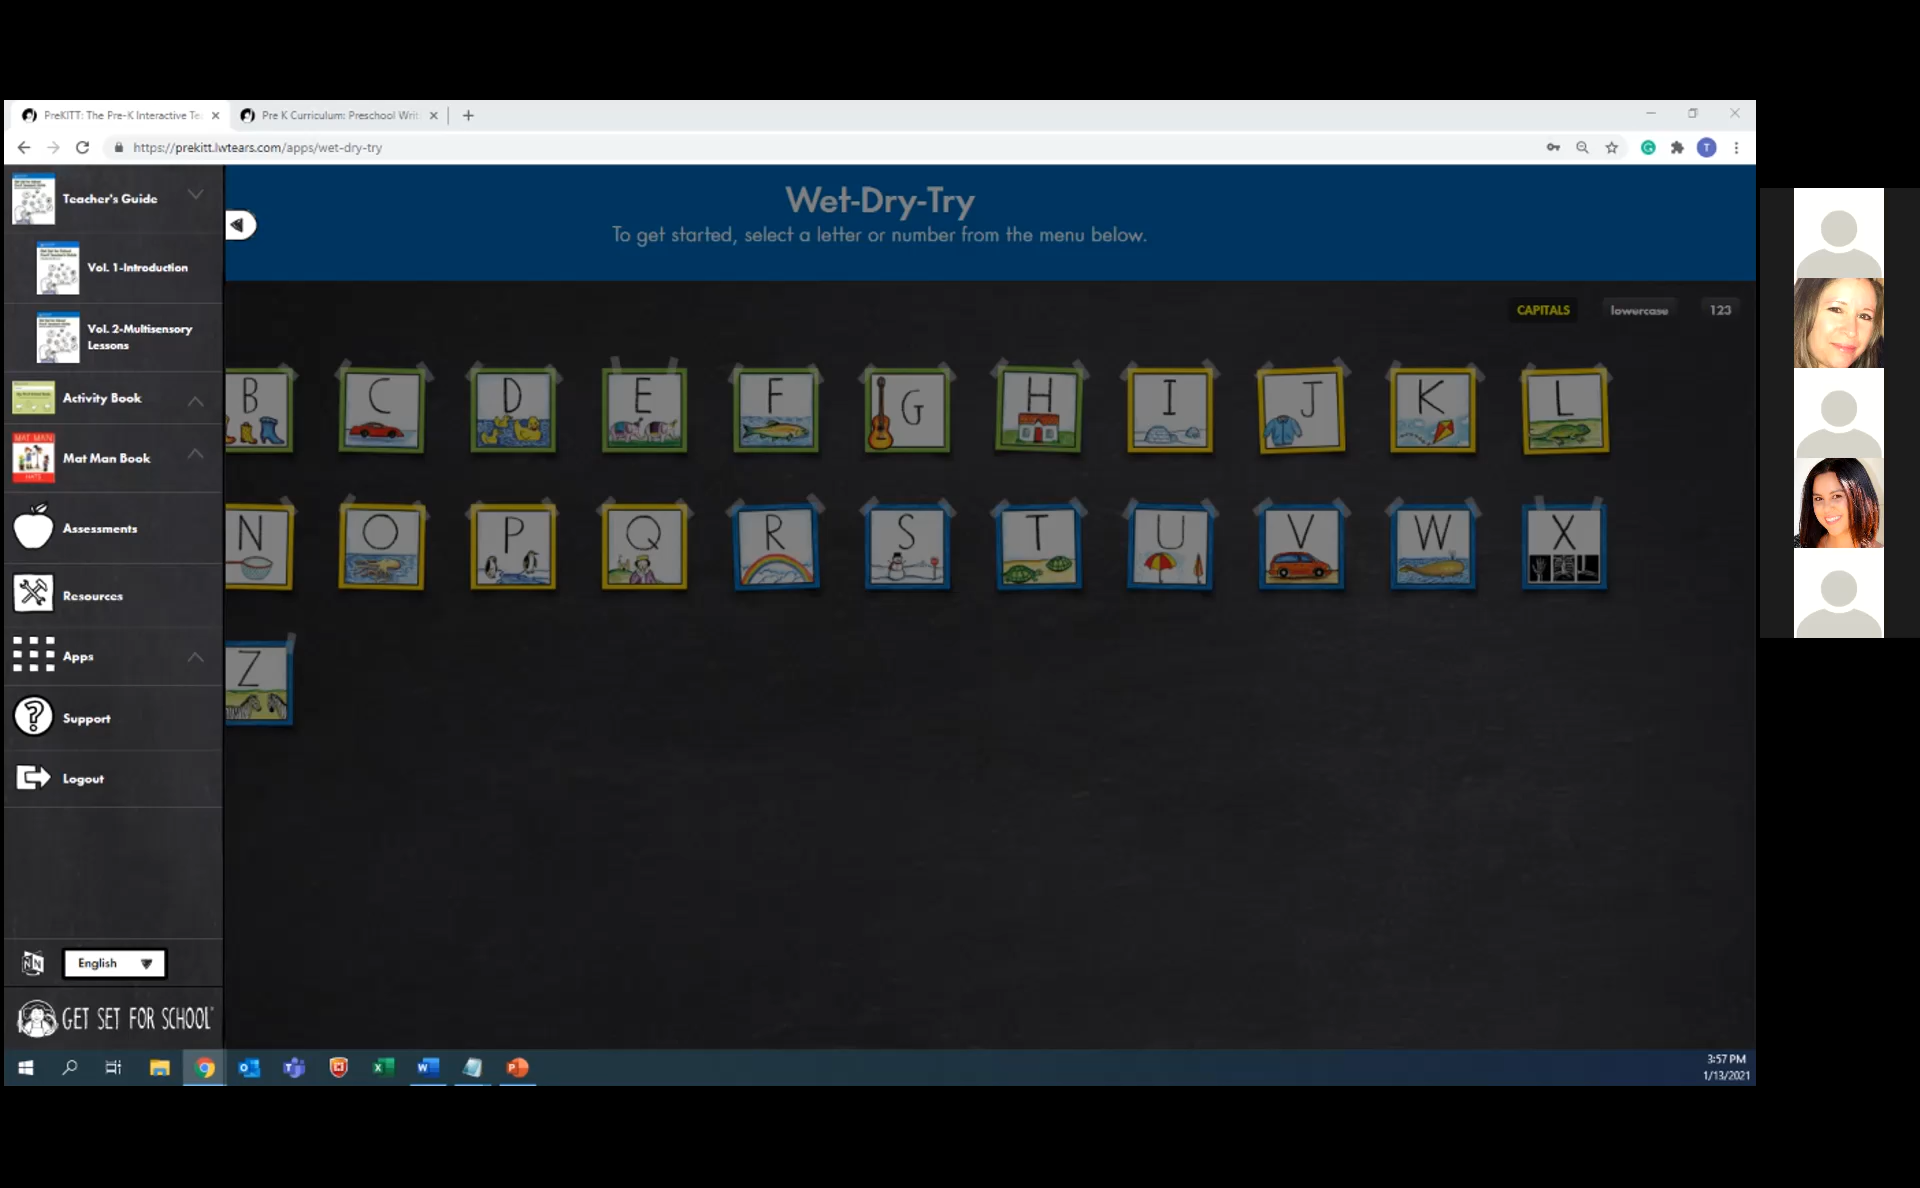 PreKITT: The Pre-K Interactive Te
Pre K Curriculum: Preschool Writ
https://prekitt.lwtears.com/apps/wet-dry-try
T
Teacher's Guide
Vol. 1-Introduction
Vol. 2-Multisensory
Lessons
Activity Book
MAT MAN
HATS
Mat Man Book
Assessments
Resources
Apps
Support
Logout
English
GET SET FOR SCHOOL
Wet-Dry-Try
To get started, select a letter or number from the menu below.
CAPITALS lowercase 123
B C D E F G H I J K L
N O P Q R S T U V W X
Z
3:57 PM
1/13/2021